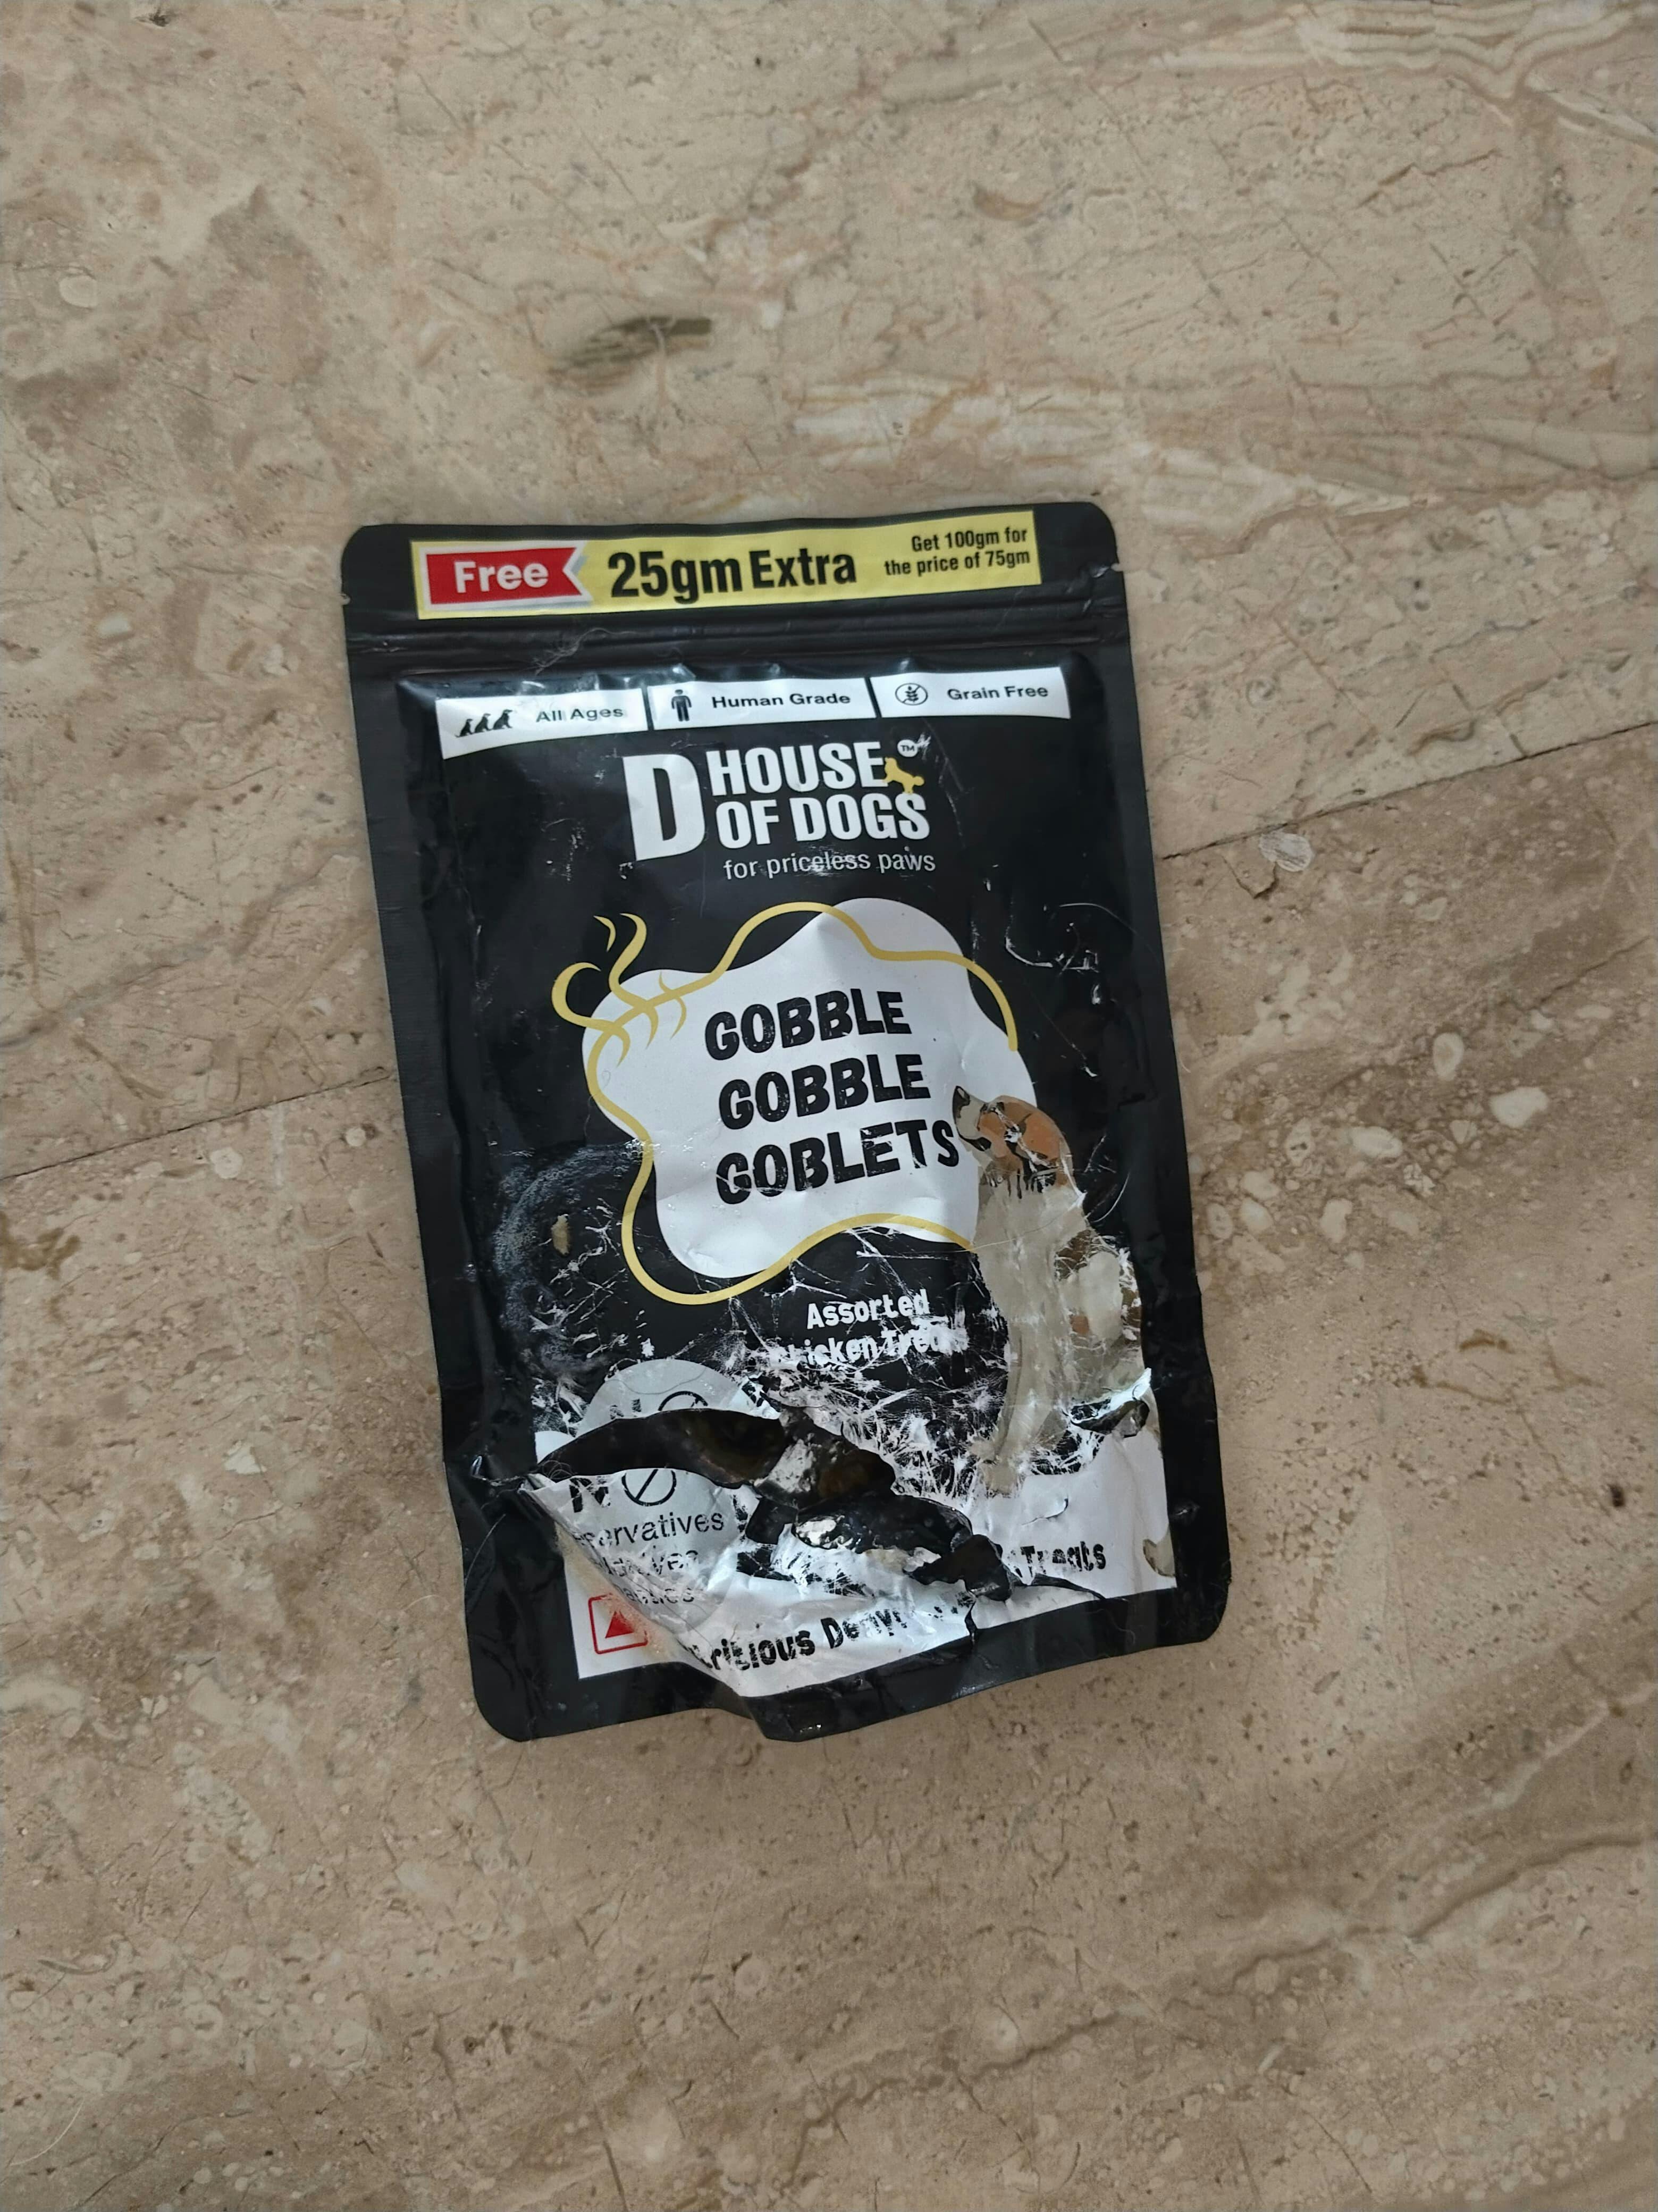 Free
25gm Extra
Get 100gm for
the price of 75gm
All Ages
Human Grade
Grain Free
D HOUSE
OF DOGS
TM
for priceless paws
GOBBLE
GOBBLE
GOBLETS
Assorted
Treats